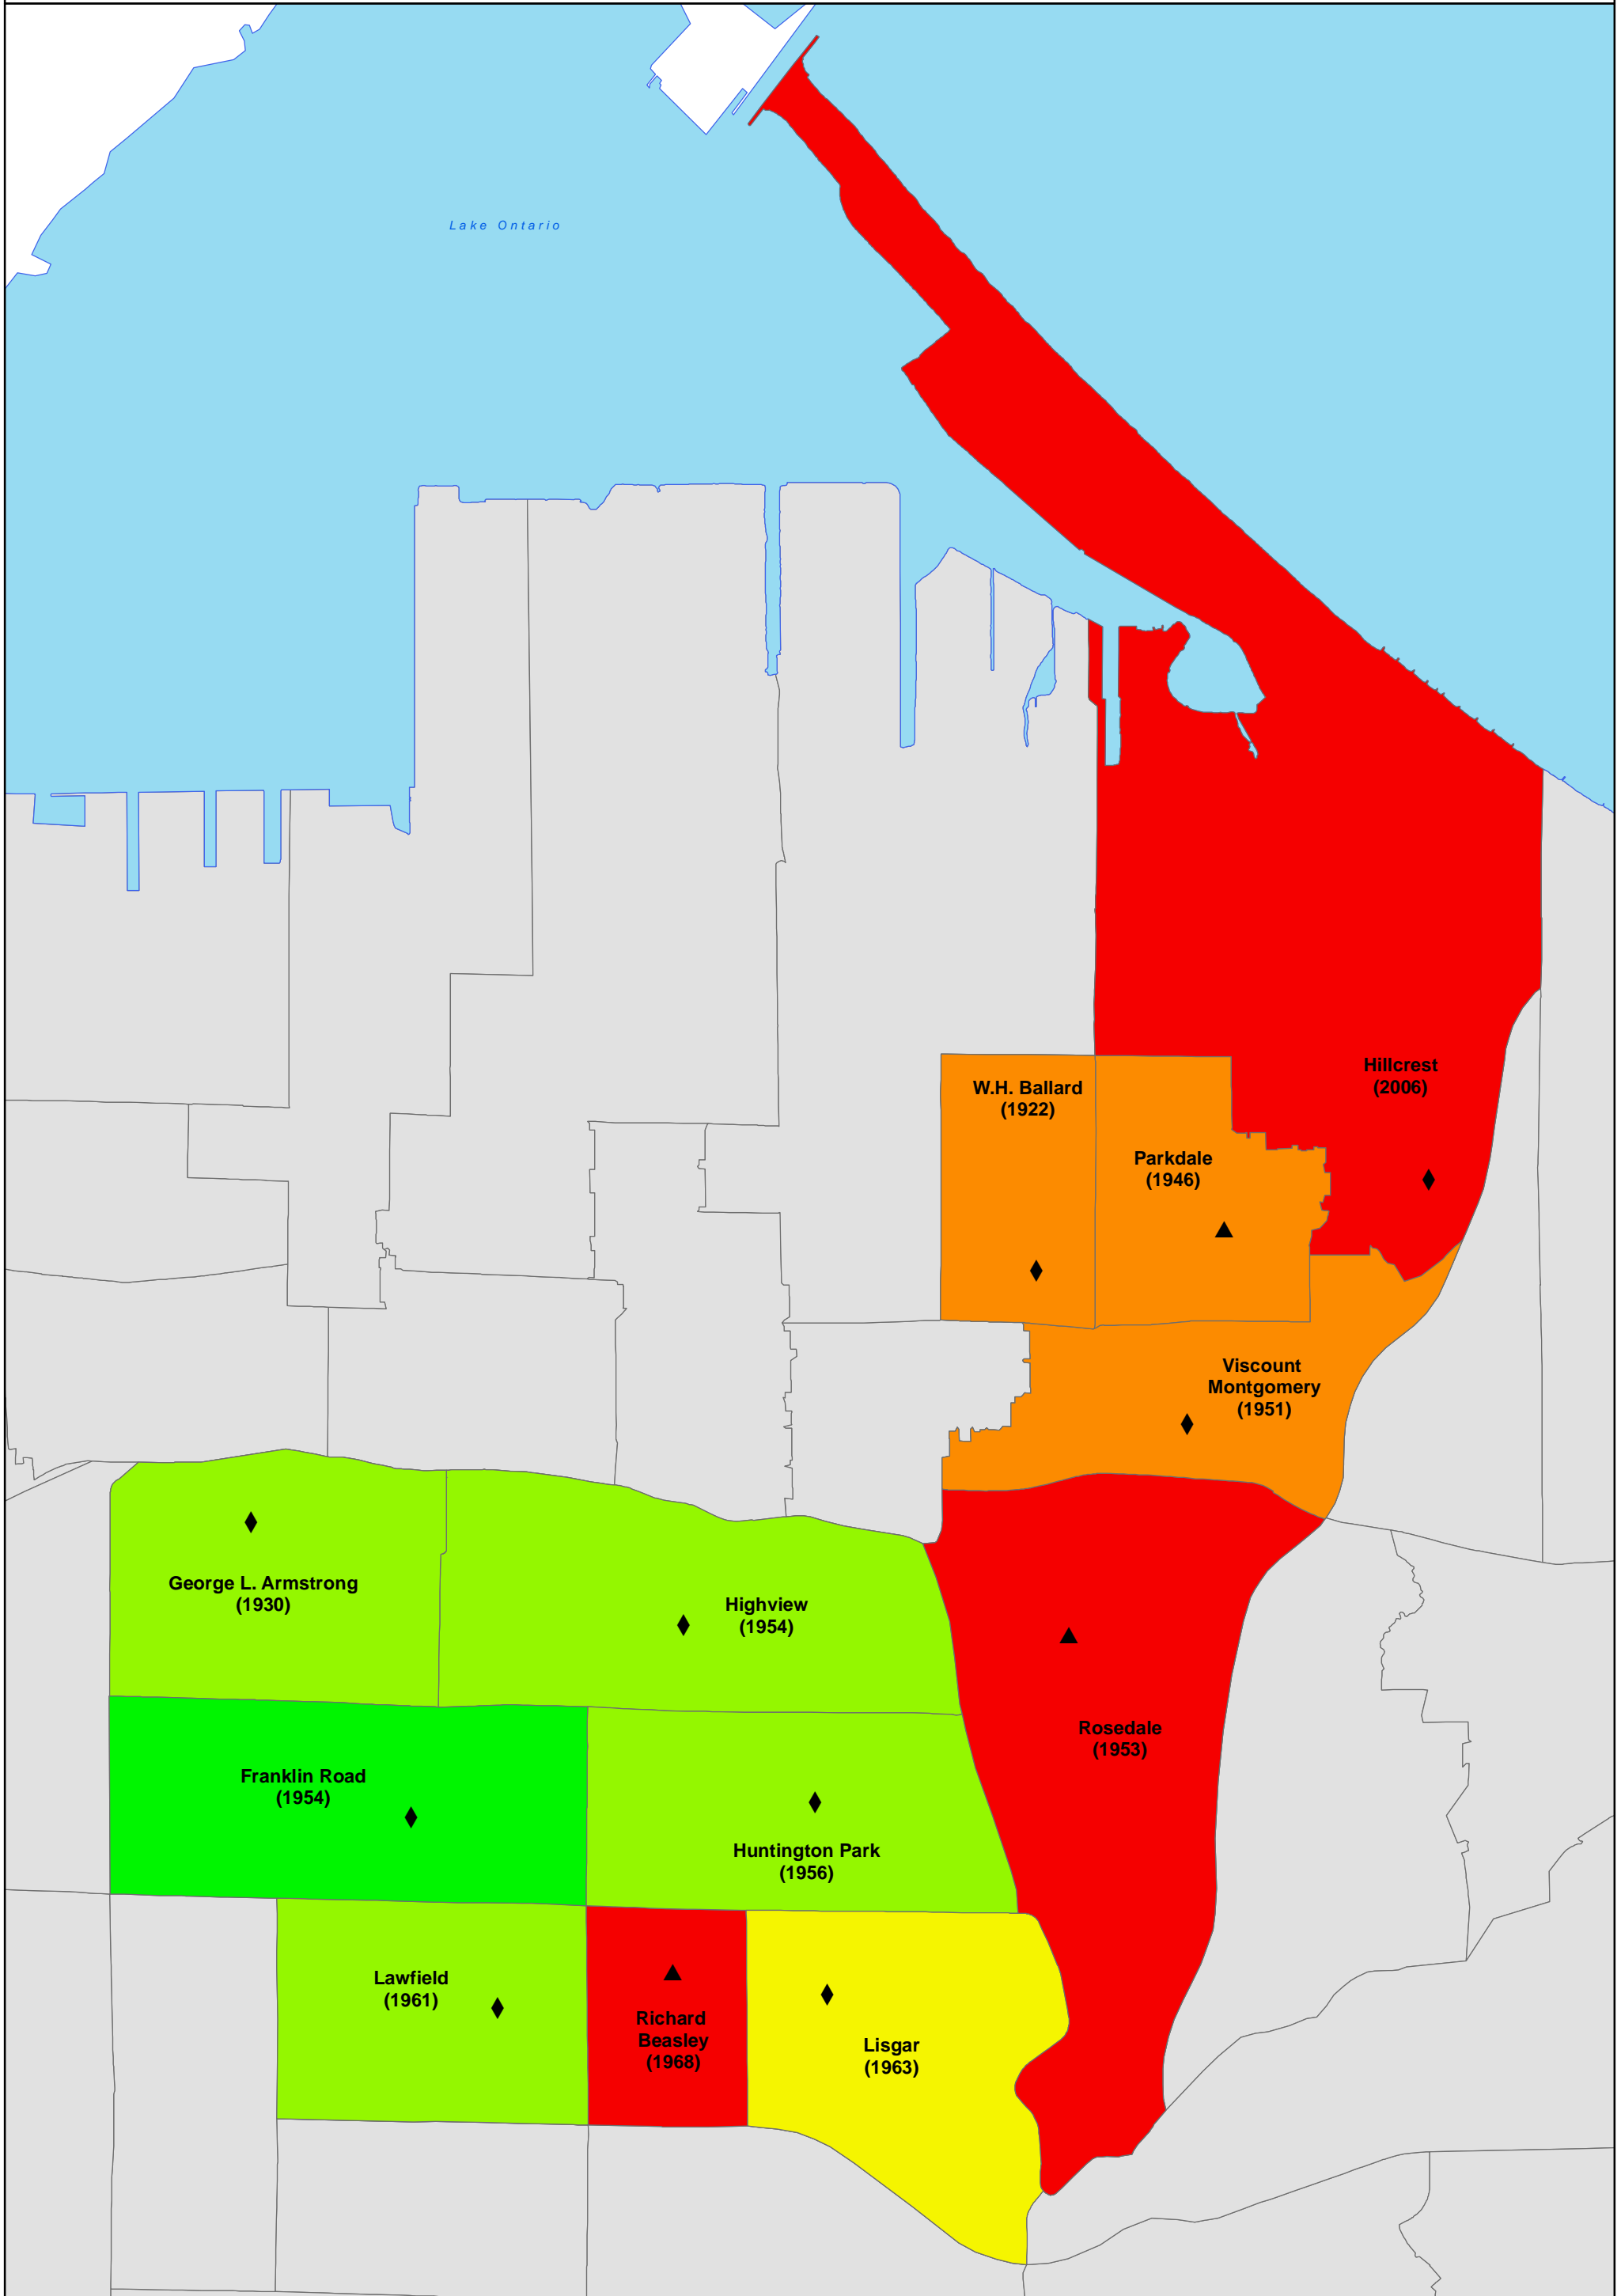 Lake Ontario
Hillcrest
(2006)
W.H. Ballard
(1922)
Parkdale
(1946)
Viscount
Montgomery
(1951)
George L. Armstrong
(1930)
Highview
(1954)
Rosedale
(1953)
Franklin Road
(1954)
Huntington Park
(1956)
Lawfield
(1961)
Richard
Beasley
(1968)
Lisgar
(1963)